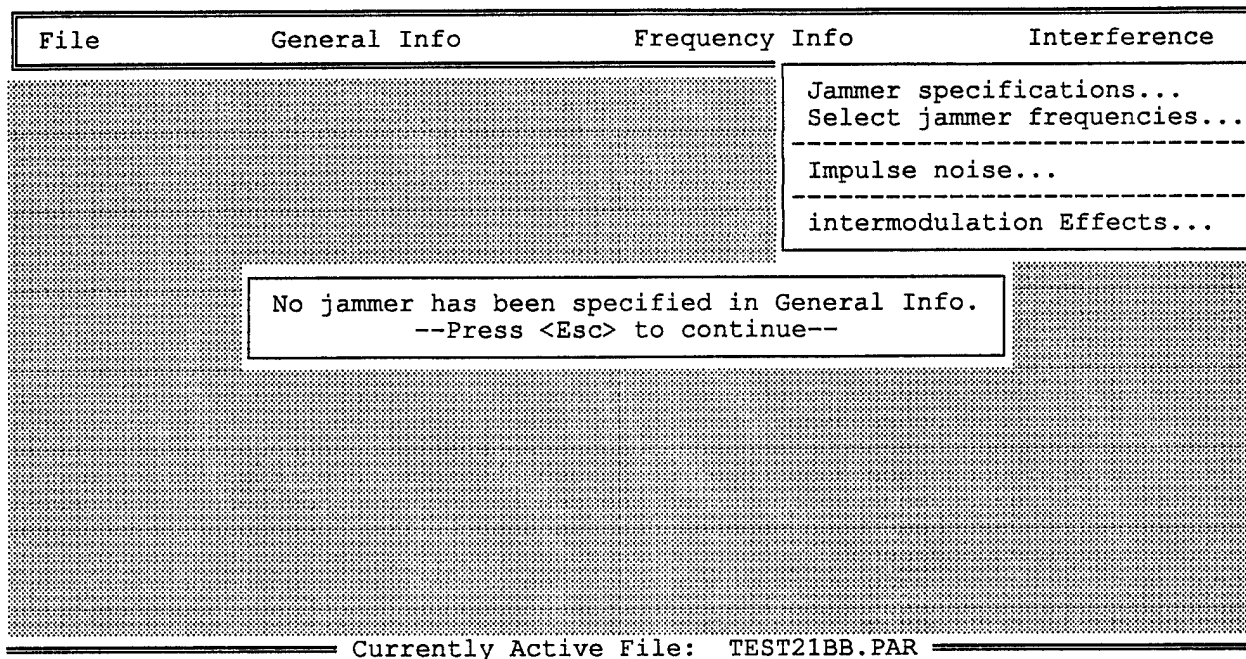 File General Info Frequency Info Interference
Jammer specifications...
Select jammer frequencies...
Impulse noise...
intermodulation Effects...
No jammer has been specified in General Info.
--Press <Esc> to continue--
Currently Active File: TEST21BB.PAR